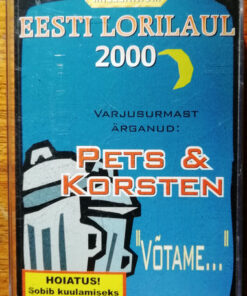 EESTI LORILAUL
2000
VARJUSURMAST
ÄRGANUD:
PETS &
KORSTEN
"VÕTAME..."
HOIATUS!
Sobib kuulamiseks